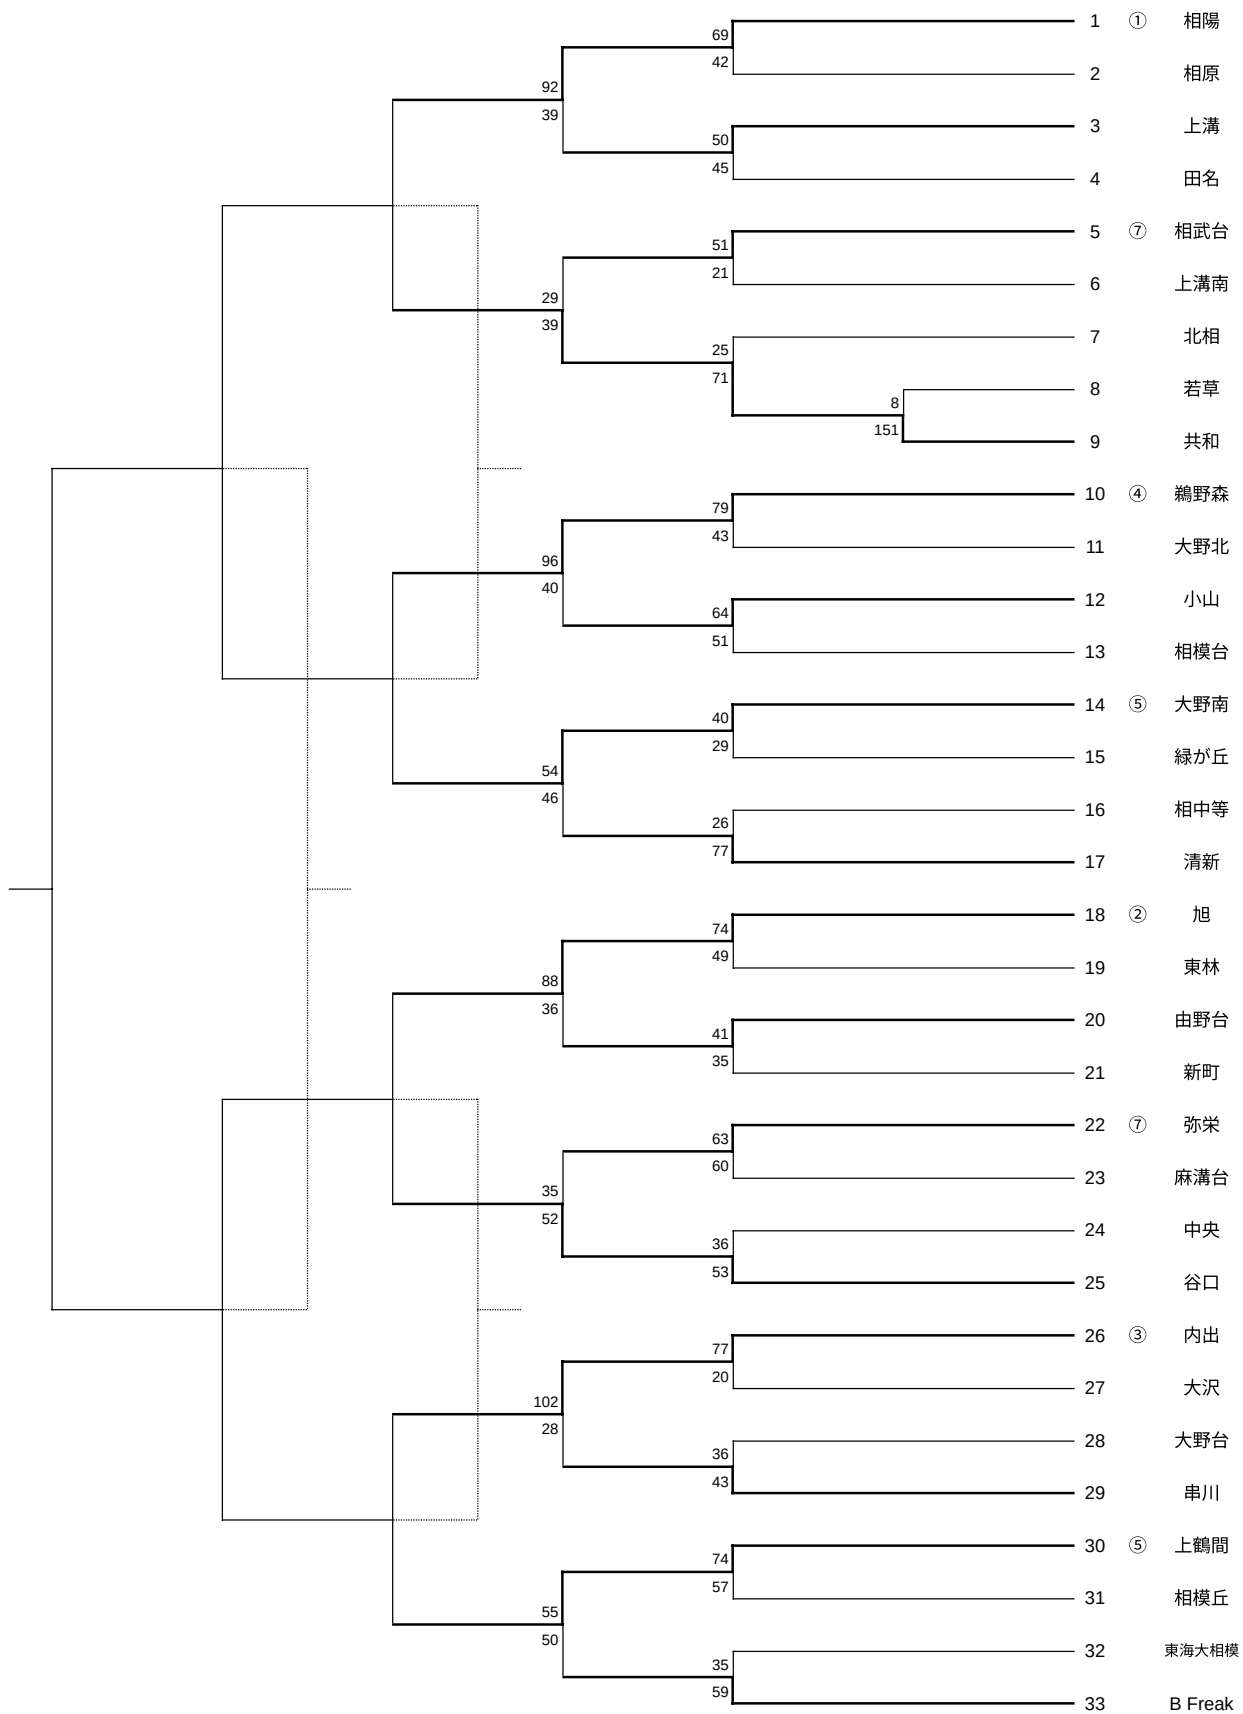 69
1 ① 相陽
42
2 相原
92
39
50
3 上溝
45
4 田名
51
5 ⑦ 相武台
21
6 上溝南
29
39
25
7 北相
71
8
8 若草
151
9 共和
79
10 ④ 鵜野森
43
11 大野北
96
40
64
12 小山
51
13 相模台
40
14 ⑤ 大野南
29
15 緑が丘
54
46
26
16 相中等
77
17 清新
74
18 ② 旭
49
19 東林
88
36
41
20 由野台
35
21 新町
63
22 ⑦ 弥栄
60
23 麻溝台
35
52
36
24 中央
53
25 谷口
77
26 ③ 内出
20
27 大沢
102
28
36
28 大野台
43
29 串川
74
30 ⑤ 上鶴間
57
31 相模丘
55
50
35
32 東海大相模
59
33 B Freak